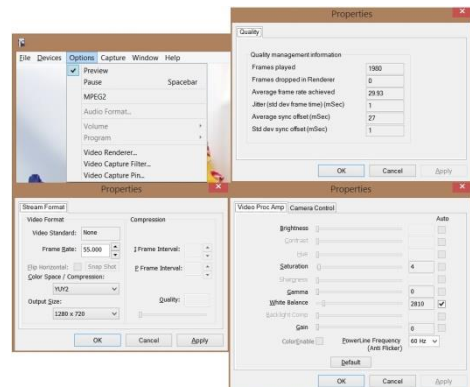 File Devices Options Capture Window Help
Preview
Pause Spacebar
MPEG2
Audio Format...
Volume
Program
Video Renderer...
Video Capture Filter...
Video Capture Pin...
Properties
Quality
Quality management information
Frames played 1980
Frames dropped in Renderer 0
Average frame rate achieved 29.93
Jitter (std dev frame time) (mSec) 1
Average sync offset (mSec) 27
Std dev sync offset (mSec) 1
OK Cancel Apply
Properties
Stream Format
Video Format Compression
Video Standard: None
Frame Rate: 55.000 I Frame Interval:
Flip Horizontal: Snap Shot P Frame Interval:
Color Space / Compression:
YUY2
Output Size: Quality:
1280 x 720
OK Cancel Apply
Properties
Video Proc Amp Camera Control
Auto
Brightness
Contrast
Hue
Saturation 4
Sharpness
Gamma 0
White Balance 2810
Backlight Comp
Gain 0
ColorEnable PowerLine Frequency (Anti Flicker) 60 Hz
Default
OK Cancel Apply